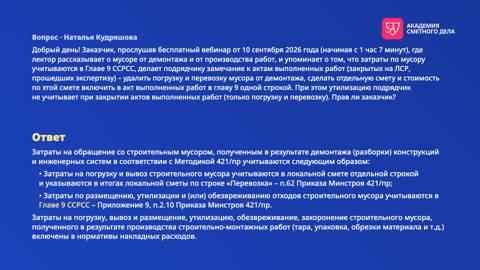 АКАДЕМИЯ
СМЕТНОГО ДЕЛА
Вопрос - Наталья Кудряшова
Добрый день! Заказчик, прослушав бесплатный вебинар от 10 сентября 2026 года (начиная с 1 час 7 минут), где
лектор рассказывает о мусоре от демонтажа и от производства работ, и упоминает о том, что затраты по мусору
учитываются в Главе 9 ССРСС, делает подрядчику замечание к актам выполненных работ (закрытых на ЛСР,
прошедших экспертизу) – удалить погрузку и перевозку мусора от демонтажа, сделать отдельную смету и стоимость
по этой смете включить в акт выполненных работ в главу 9 одной строкой. При этом утилизацию подрядчик
не учитывает при закрытии актов выполненных работ (только погрузку и перевозку). Прав ли заказчик?
Ответ
Затраты на обращение со строительным мусором, полученным в результате демонтажа (разборки) конструкций
и инженерных систем в соответствии с Методикой 421/пр учитываются следующим образом:
• Затраты на погрузку и вывоз строительного мусора учитываются в локальной смете отдельной строкой
и указываются в итогах локальной сметы по строке «Перевозка» – п.62 Приказа Минстроя 421/пр;
• Затраты по размещению, утилизации и (или) обезвреживанию отходов строительного мусора учитываются в
Главе 9 ССРСС – Приложение 9, п.2.10 Приказа Минстроя 421/пр.
Затраты на погрузку, вывоз и размещение, утилизацию, обезвреживание, захоронение строительного мусора,
полученного в результате производства строительно-монтажных работ (тара, упаковка, обрезки материала и т.д.)
включены в нормативы накладных расходов.